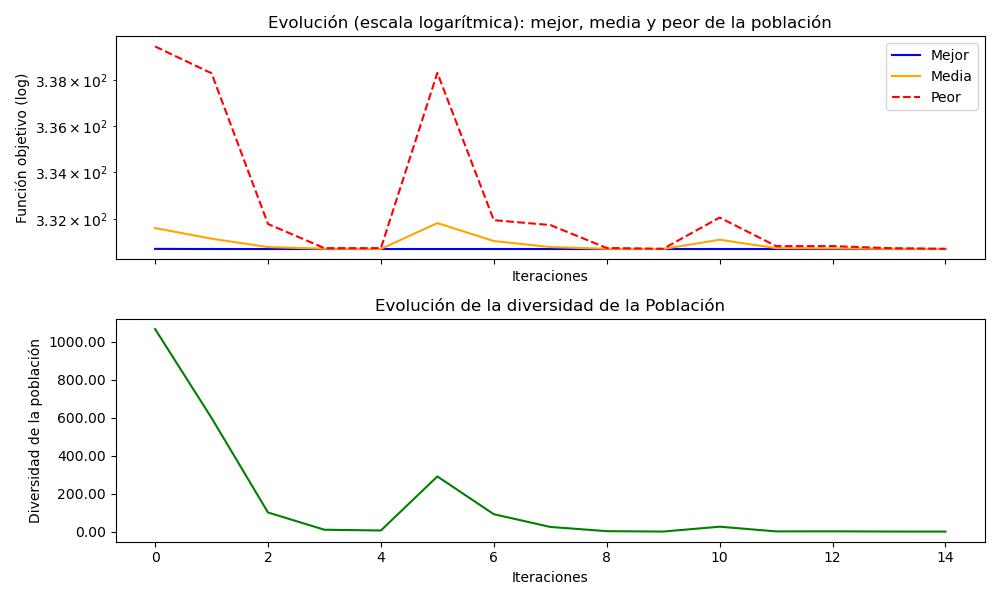 Evolución (escala logarítmica): mejor, media y peor de la población
Función objetivo (log)
3.38 × 10²
3.36 × 10²
3.34 × 10²
3.32 × 10²
Mejor
Media
Peor
Iteraciones
Evolución de la diversidad de la Población
Diversidad de la población
1000.00
800.00
600.00
400.00
200.00
0.00
0 2 4 6 8 10 12 14
Iteraciones